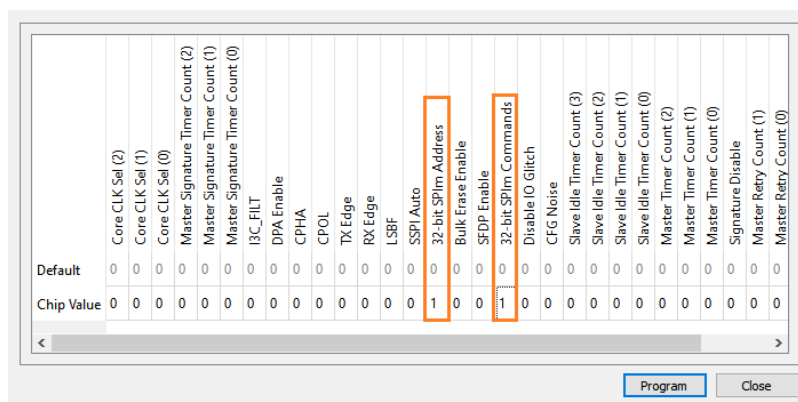 Core CLK Sel (2)
Core CLK Sel (1)
Core CLK Sel (0)
Master Signature Timer Count (2)
Master Signature Timer Count (1)
Master Signature Timer Count (0)
I3C_FILT
DPA Enable
CPHA
CPOL
TX Edge
RX Edge
LSBF
SSPI Auto
32-bit SPIm Address
Bulk Erase Enable
SFDP Enable
32-bit SPIm Commands
Disable IO Glitch
CFG Noise
Slave Idle Timer Count (3)
Slave Idle Timer Count (2)
Slave Idle Timer Count (1)
Slave Idle Timer Count (0)
Master Timer Count (2)
Master Timer Count (1)
Master Timer Count (0)
Signature Disable
Master Retry Count (1)
Master Retry Count (0)
Default 0 0 0 0 0 0 0 0 0 0 0 0 0 0 0 0 0 0 0 0 0 0 0 0 0 0 0 0 0 0
Chip Value 0 0 0 0 0 0 0 0 0 0 0 0 0 0 1 0 0 1 0 0 0 0 0 0 0 0 0 0 0 0
Program Close